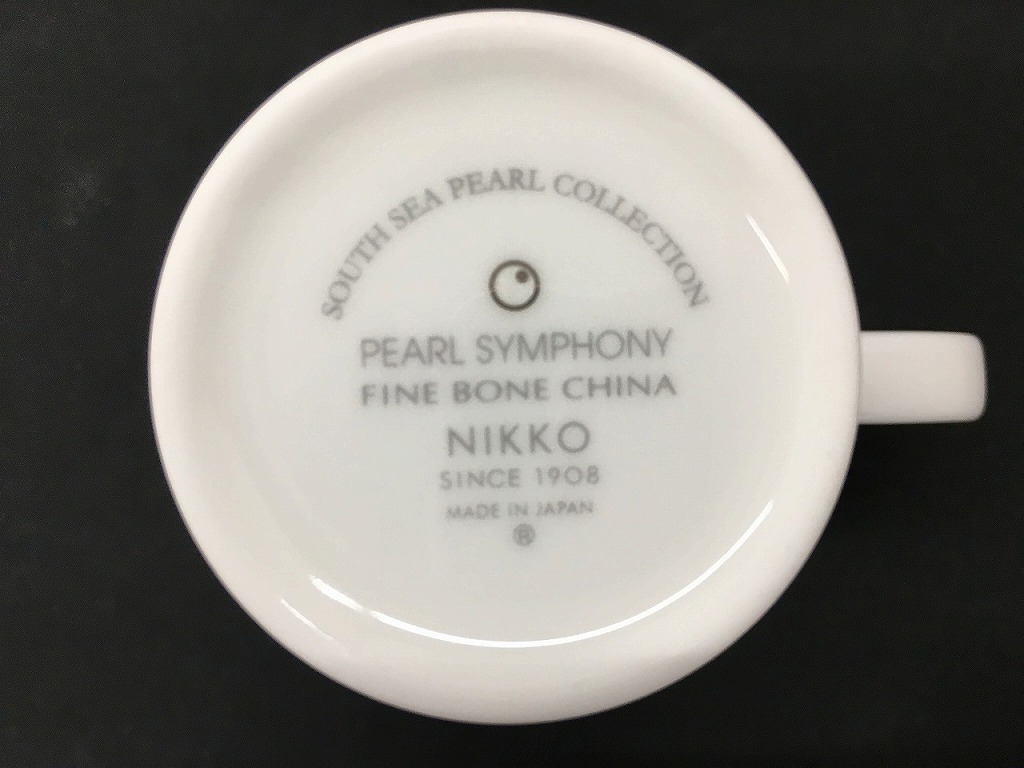 SOUTH SEA PEARL COLLECTION
PEARL SYMPHONY
FINE BONE CHINA
NIKKO
SINCE 1908
MADE IN JAPAN
®